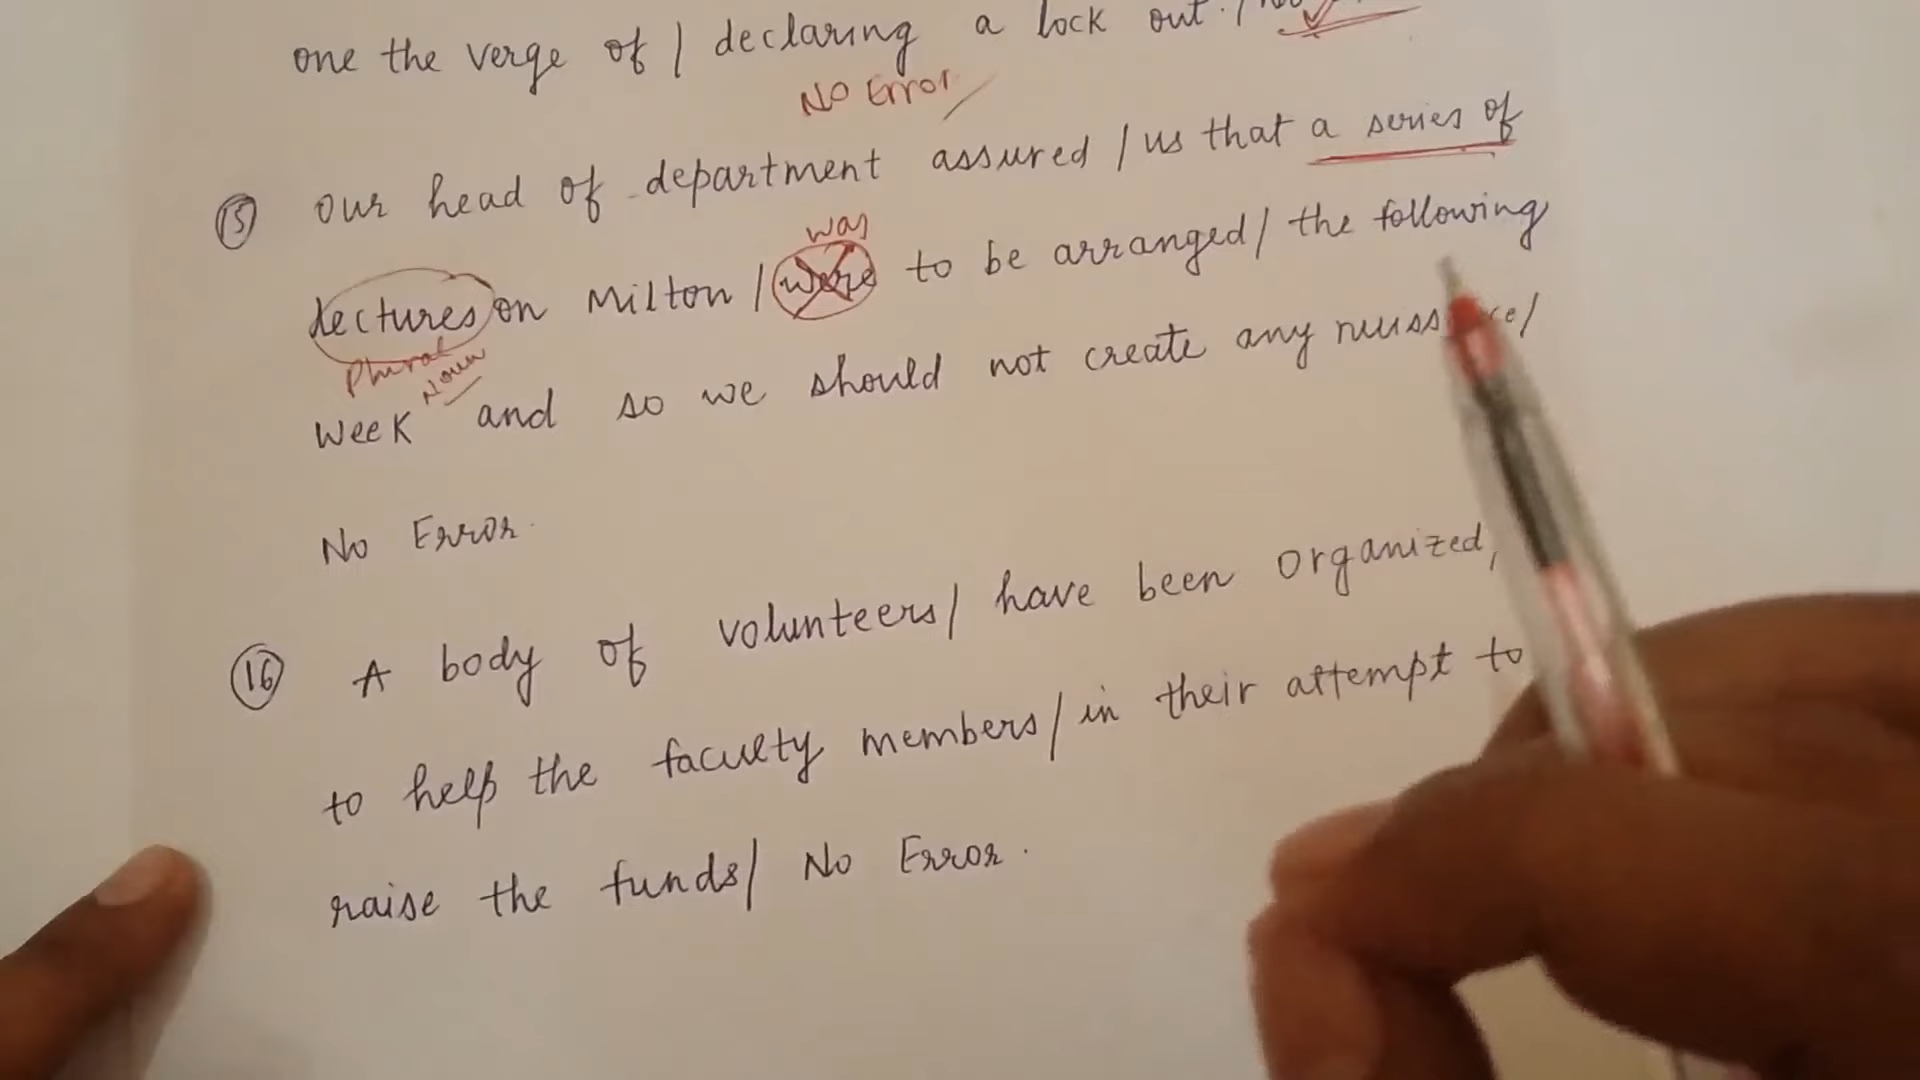 one the verge of / declaring a lock out. /
No Error
(15) Our head of department assured / us that a series of
was
lectures on Milton / were to be arranged / the following
Plural
Noun
week and so we should not create any
No Error.
(16) A body of volunteers / have been organized,
to help the faculty members / in their attempt to
raise the funds / No Error.